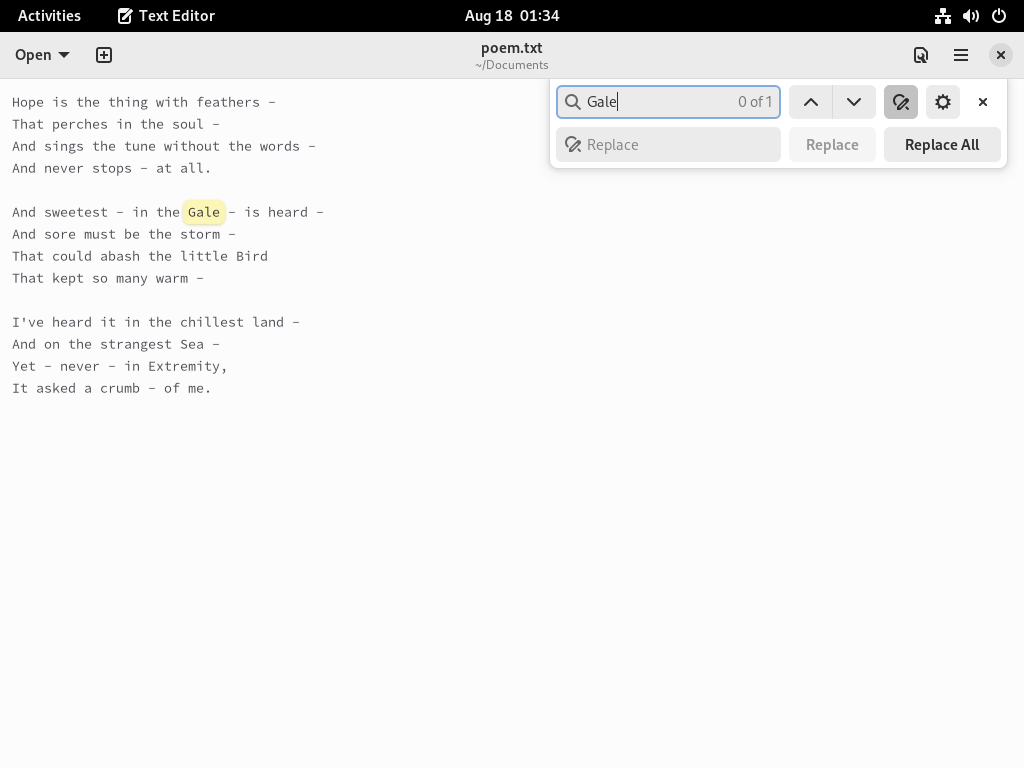 Activities
Text Editor
Aug 18 01:34
Open
poem.txt
~/Documents
Gale
0 of 1
Replace
Replace
Replace All
Hope is the thing with feathers –
That perches in the soul –
And sings the tune without the words –
And never stops – at all.
And sweetest – in the Gale – is heard –
And sore must be the storm –
That could abash the little Bird
That kept so many warm –
I've heard it in the chillest land –
And on the strangest Sea –
Yet – never – in Extremity,
It asked a crumb – of me.